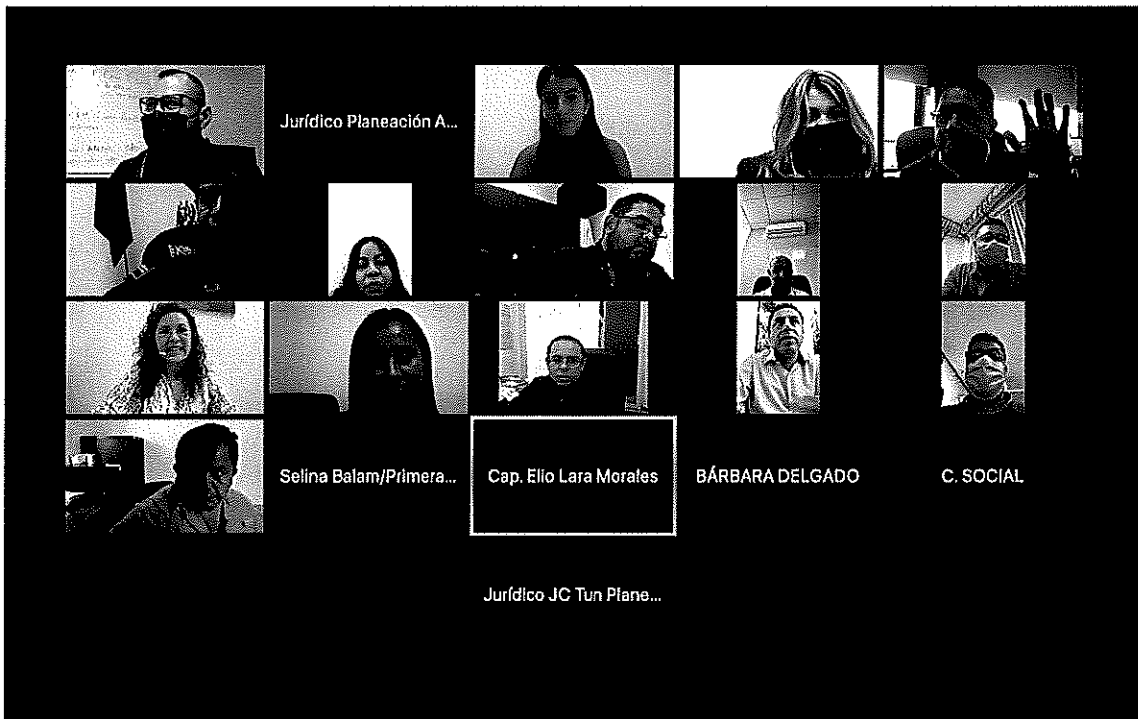 Jurídico Planeación A...
Selina Balam/Primera...
Cap. Elio Lara Morales
BÁRBARA DELGADO
C. SOCIAL
Jurídico JC Tun Plane...